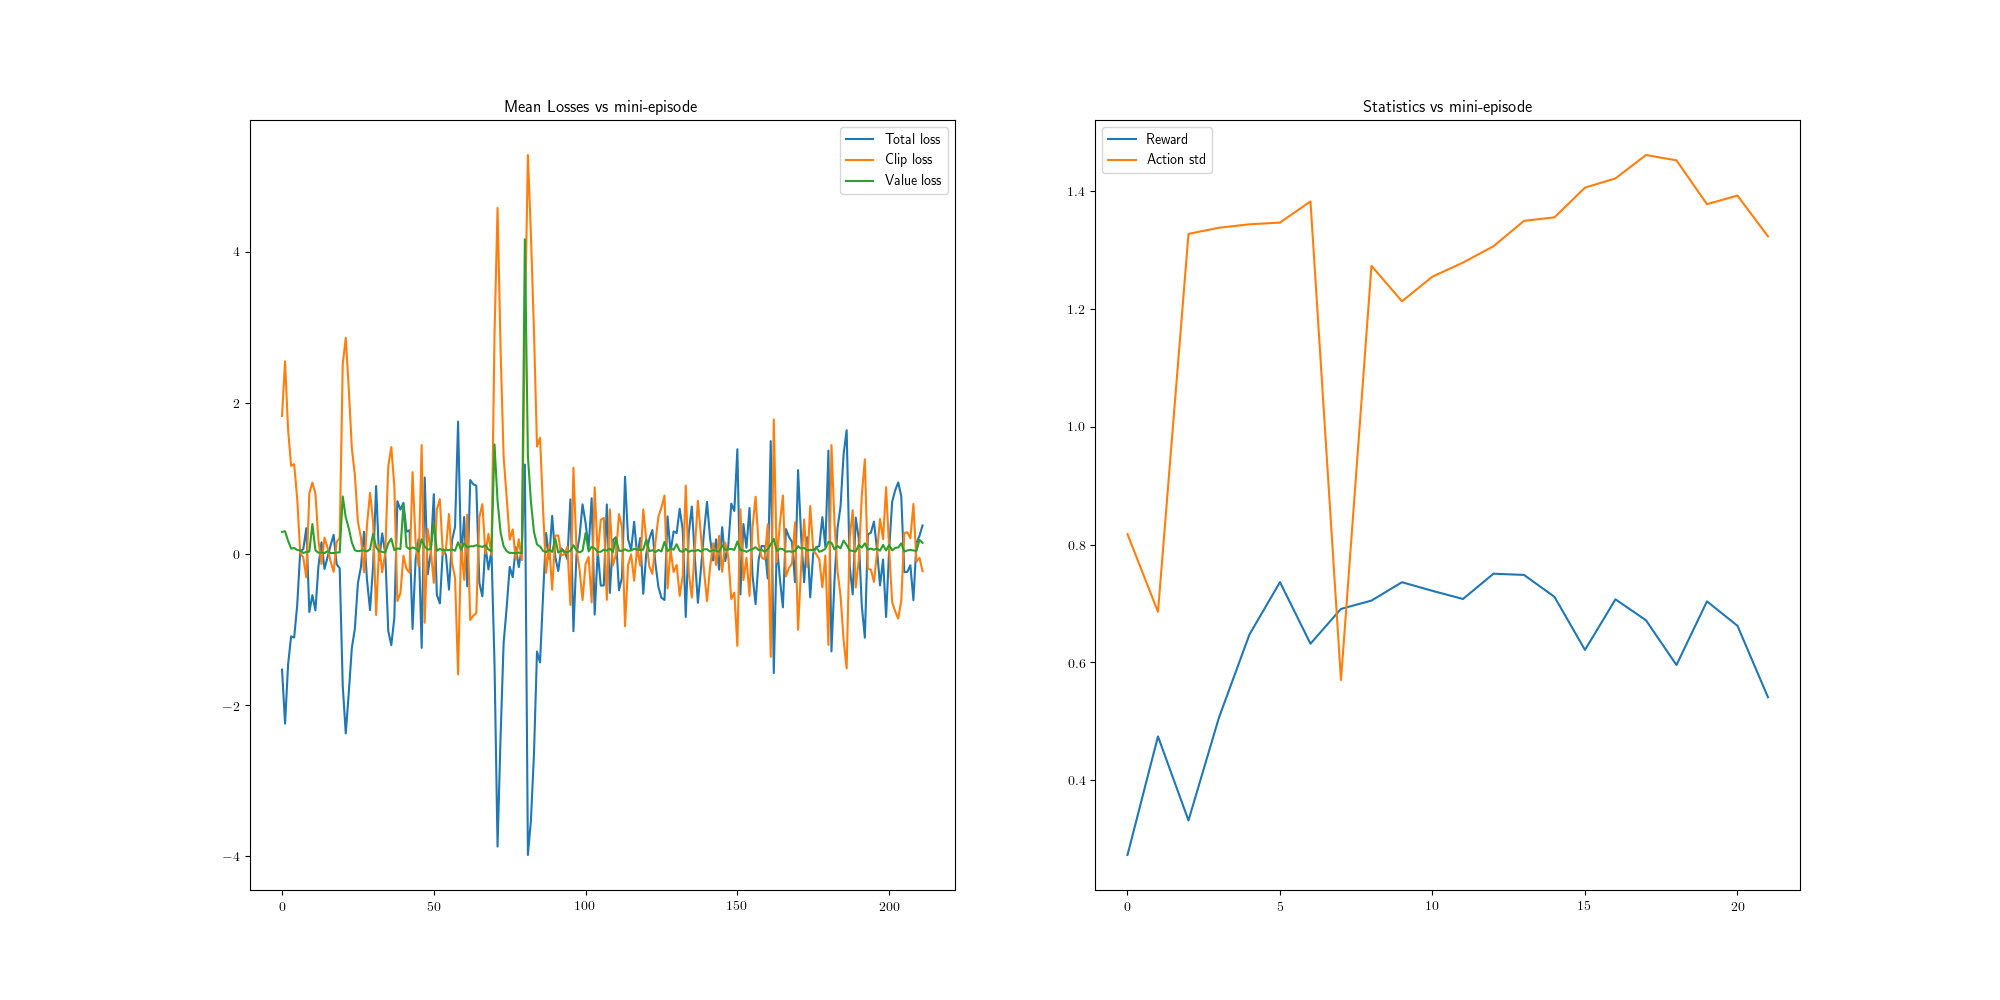 Mean Losses vs mini-episode
Total loss
Clip loss
Value loss
4
2
0
−2
−4
0 50 100 150 200
Statistics vs mini-episode
Reward
Action std
1.4
1.2
1.0
0.8
0.6
0.4
0 5 10 15 20